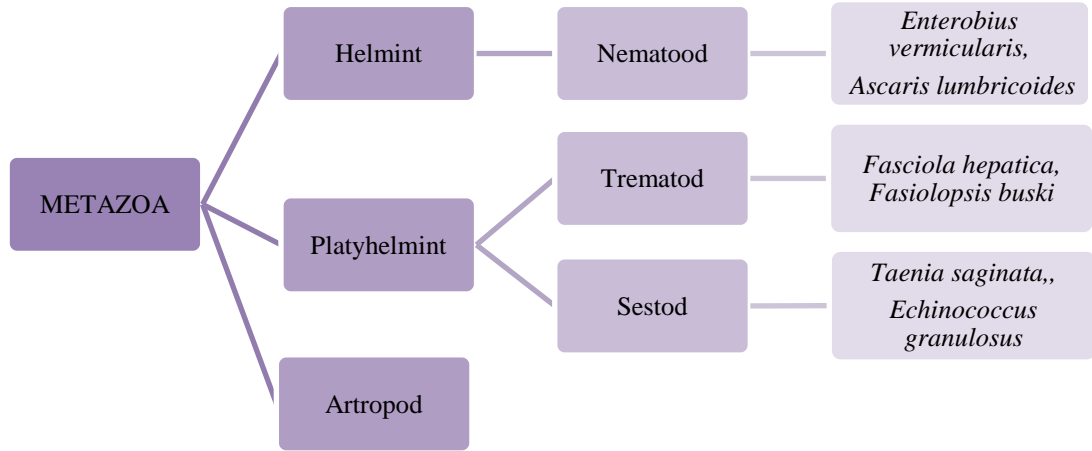 METAZOA
Helmint
Nematood
Enterobius
vermicularis,
Ascaris lumbricoides
Platyhelmint
Trematod
Fasciola hepatica,
Fasiolopsis buski
Sestod
Taenia saginata,,
Echinococcus
granulosus
Artropod